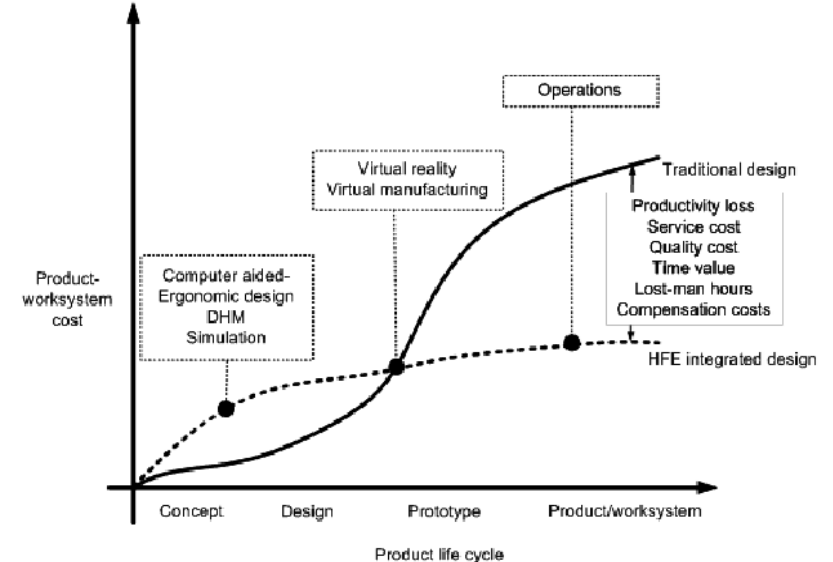 Operations
Virtual reality
Virtual manufacturing
Traditional design
Productivity loss
Service cost
Quality cost
Time value
Lost-man hours
Compensation costs
Computer aided-
Ergonomic design
DHM
Simulation
Product-
worksystem
cost
HFE integrated design
Concept
Design
Prototype
Product/worksystem
Product life cycle